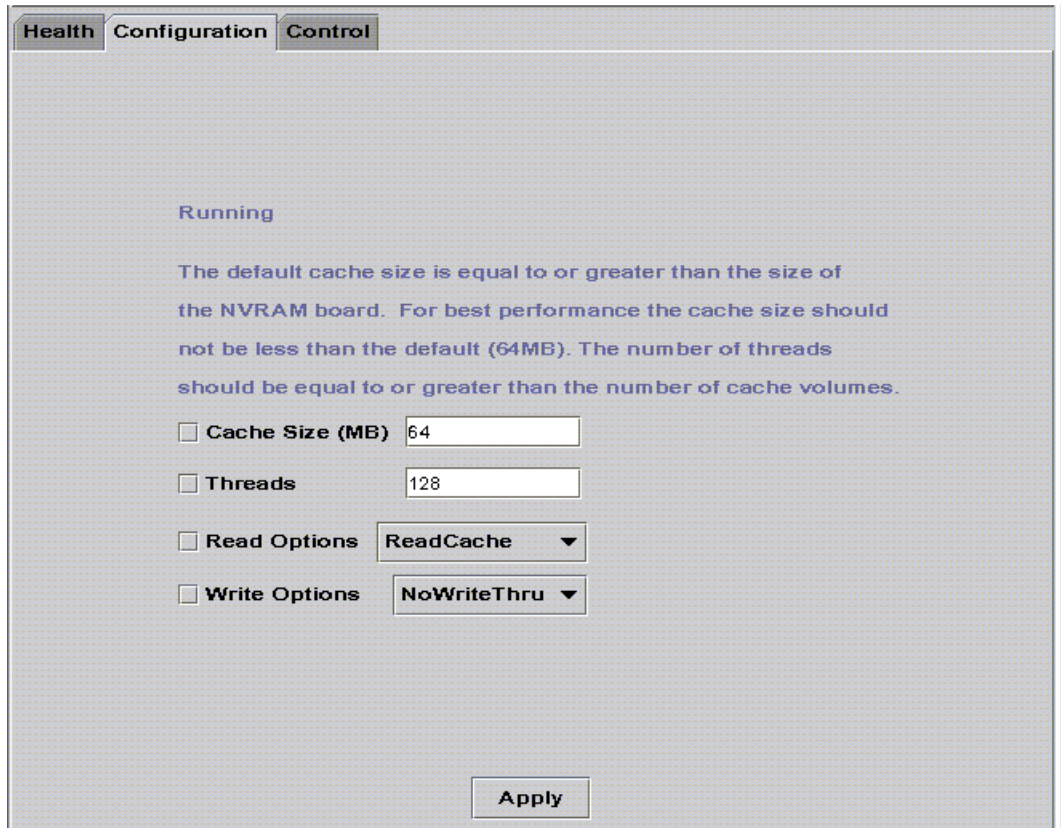 Health Configuration Control
Running
The default cache size is equal to or greater than the size of
the NVRAM board. For best performance the cache size should
not be less than the default (64MB). The number of threads
should be equal to or greater than the number of cache volumes.
Cache Size (MB) 64
Threads 128
Read Options ReadCache
Write Options NoWriteThru
Apply